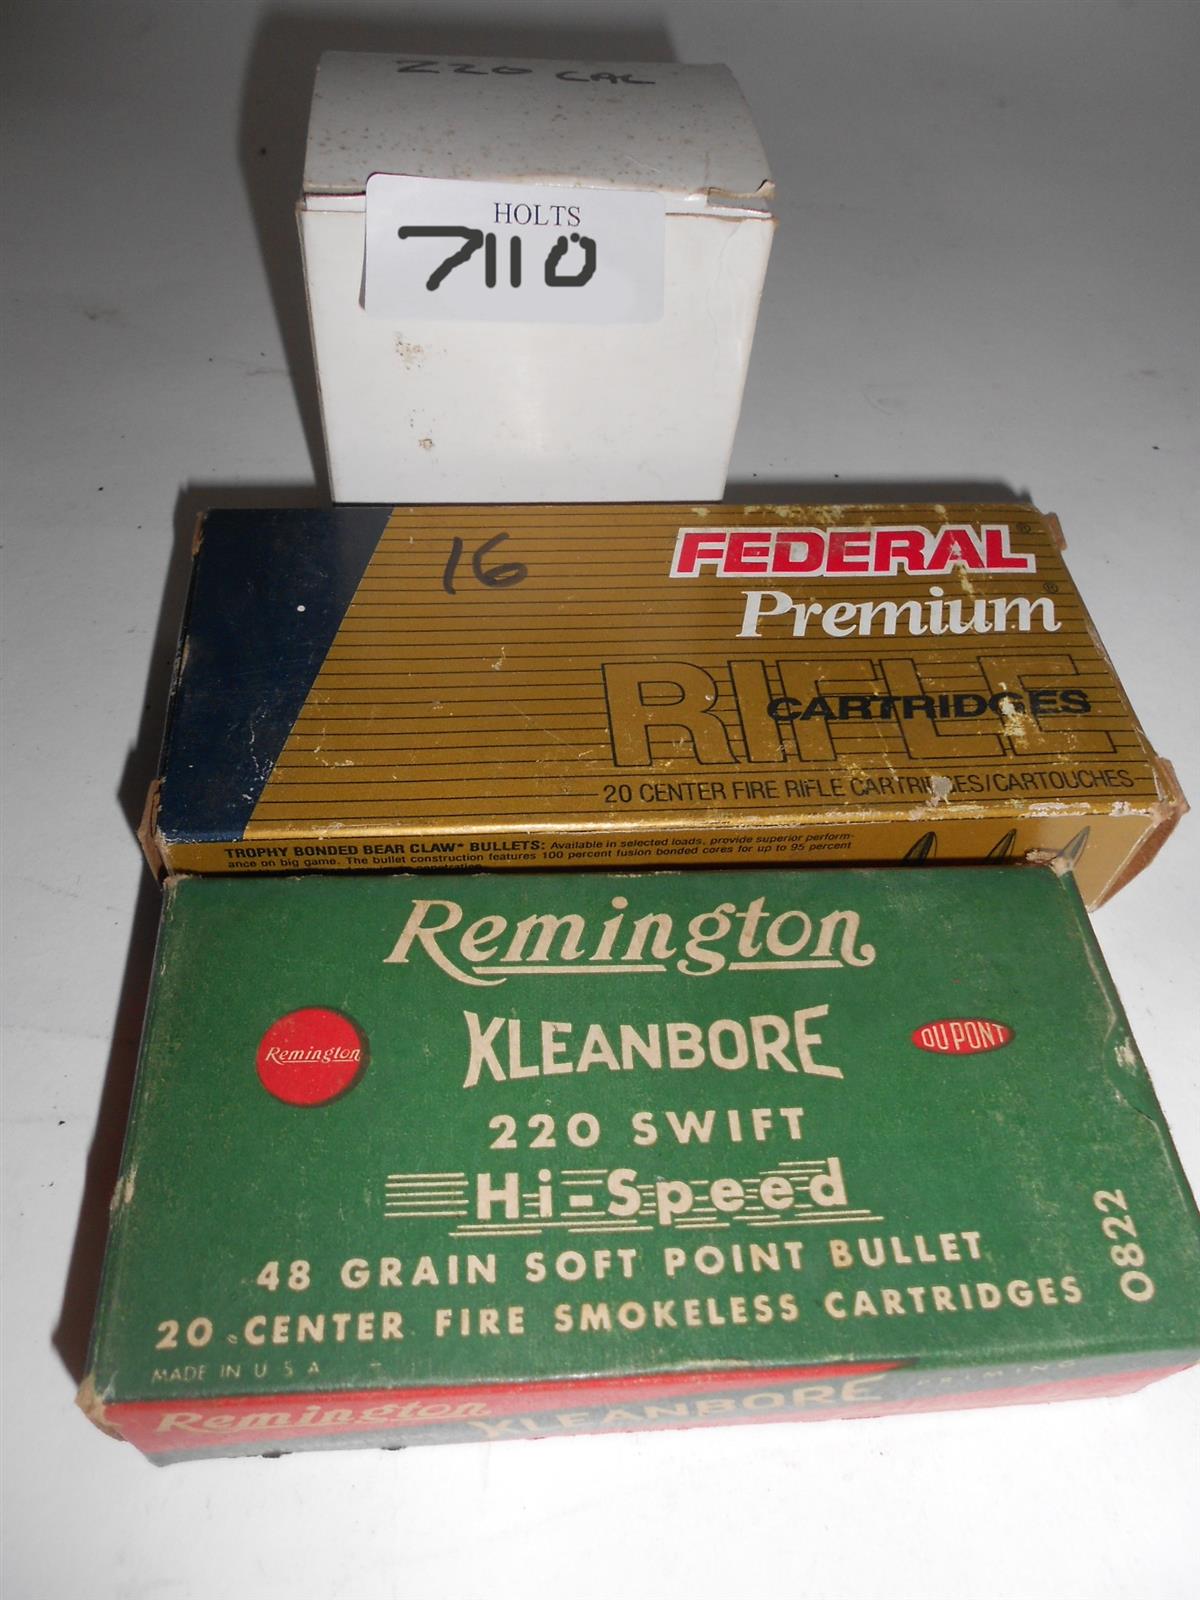 220 CAL
HOLTS
7110
16
FEDERAL®
Premium®
RIFLE
CARTRIDGES
20 CENTER FIRE RIFLE CARTRIDGES/CARTOUCHES
TROPHY BONDED BEAR CLAW* BULLETS: Available in selected loads, provide superior perform-
ance on big game. The bullet construction features 100 percent fusion bonded cores for up to 95 percent
Remington
KLEANBORE
Remington
DU PONT
220 SWIFT
Hi-Speed
48 GRAIN SOFT POINT BULLET
20 CENTER FIRE SMOKELESS CARTRIDGES
0822
MADE IN U S A
Remington KLEANBORE PRIMING